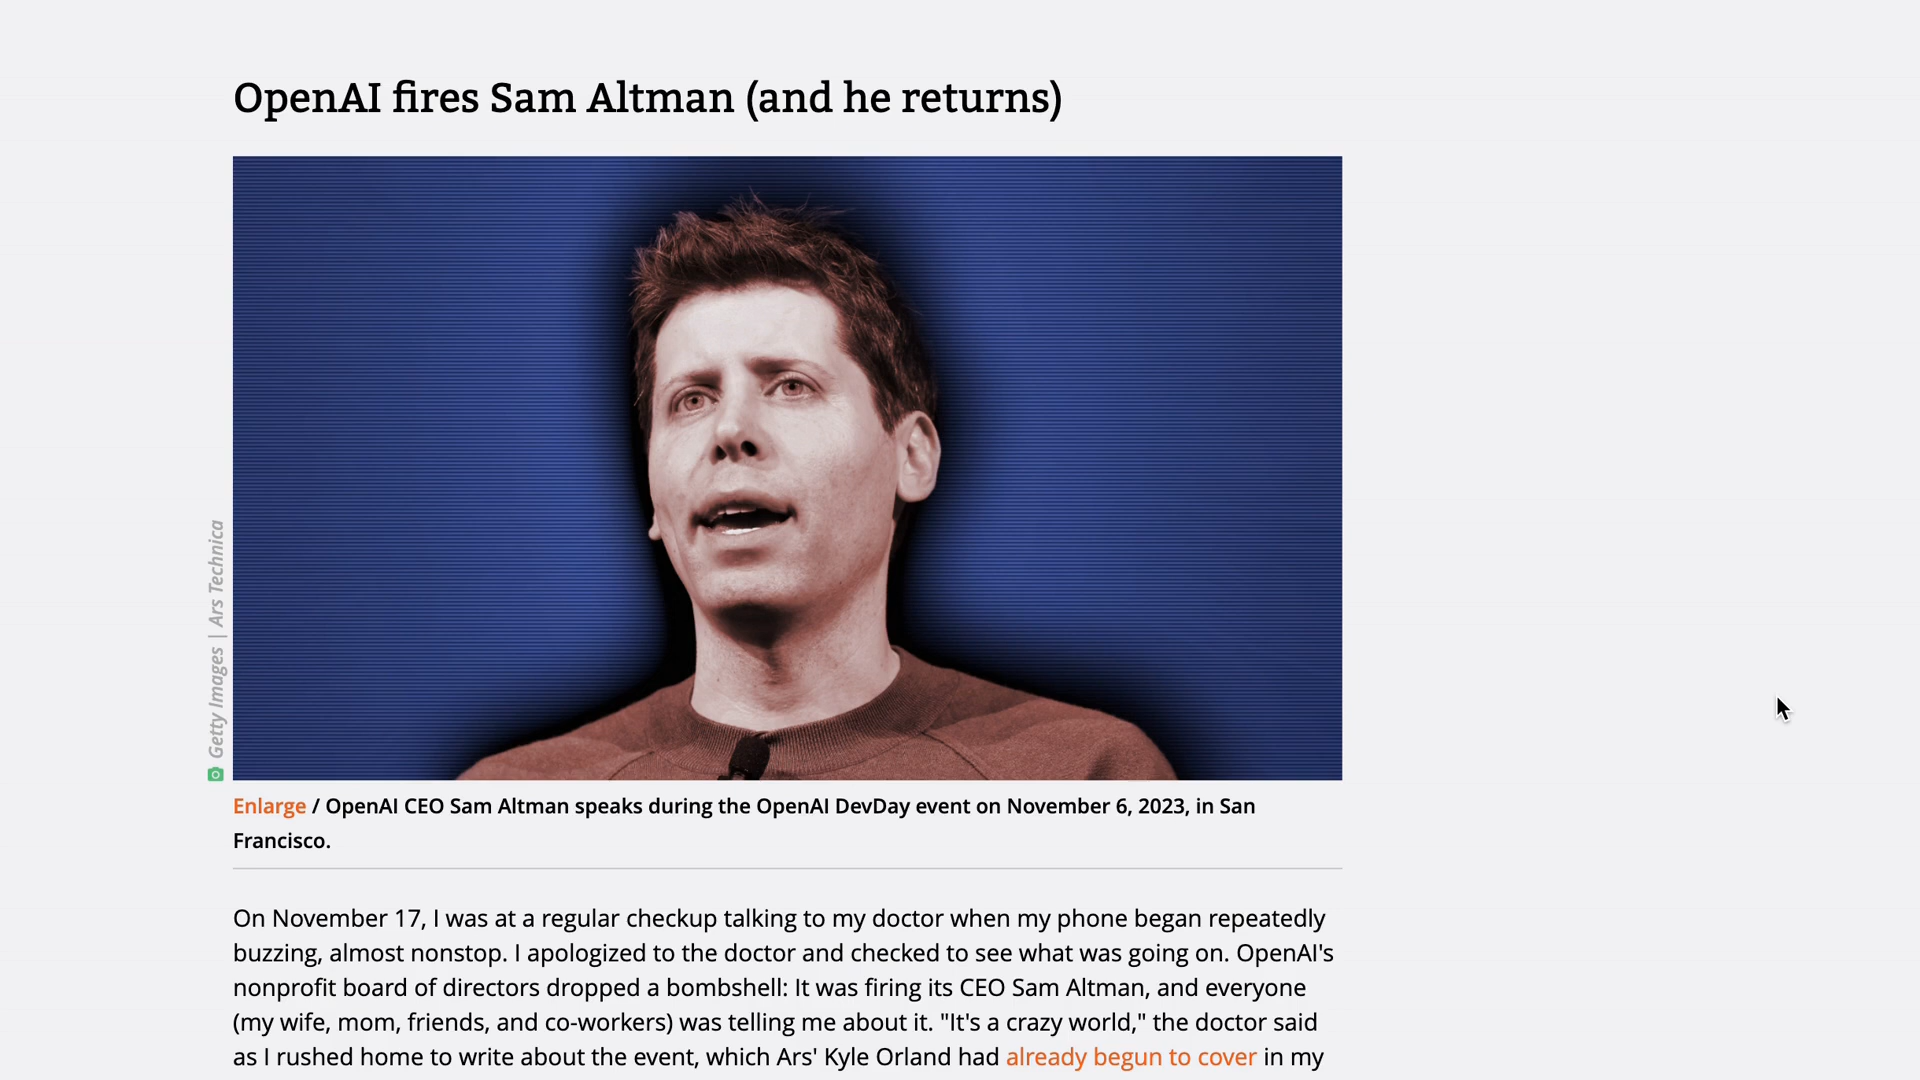 OpenAI fires Sam Altman (and he returns)
Getty Images | Ars Technica
Enlarge / OpenAI CEO Sam Altman speaks during the OpenAI DevDay event on November 6, 2023, in San
Francisco.
On November 17, I was at a regular checkup talking to my doctor when my phone began repeatedly
buzzing, almost nonstop. I apologized to the doctor and checked to see what was going on. OpenAI's
nonprofit board of directors dropped a bombshell: It was firing its CEO Sam Altman, and everyone
(my wife, mom, friends, and co-workers) was telling me about it. "It's a crazy world," the doctor said
as I rushed home to write about the event, which Ars' Kyle Orland had already begun to cover in my